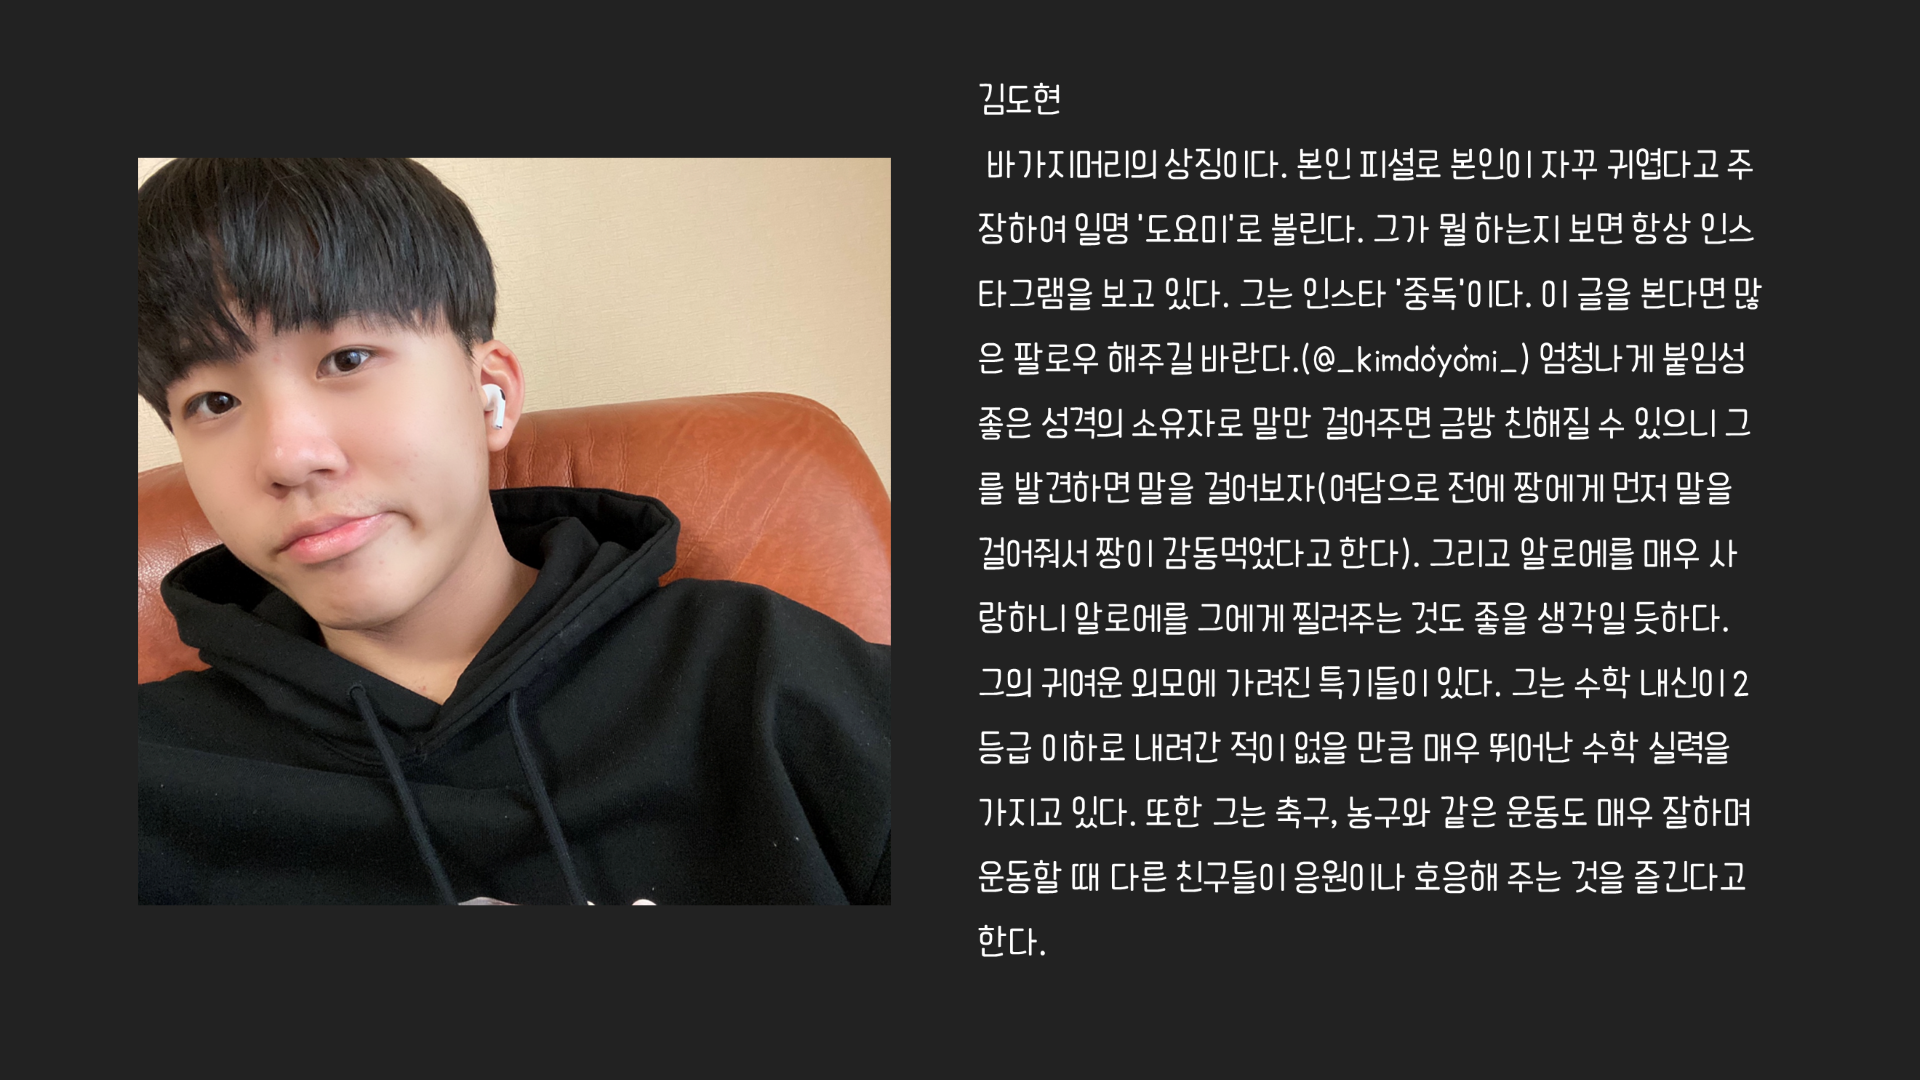 김도현
바가지머리의 상징이다. 본인 피셜로 본인이 자꾸 귀엽다고 주
장하여 일명 '도요미'로 불린다. 그가 뭘 하는지 보면 항상 인스
타그램을 보고 있다. 그는 인스타 '중독'이다. 이 글을 본다면 많
은 팔로우 해주길 바란다.(@_kimdoyomi_) 엄청나게 붙임성
좋은 성격의 소유자로 말만 걸어주면 금방 친해질 수 있으니 그
를 발견하면 말을 걸어보자(여담으로 전에 짱에게 먼저 말을
걸어줘서 짱이 감동먹었다고 한다). 그리고 알로에를 매우 사
랑하니 알로에를 그에게 찔러주는 것도 좋을 생각일 듯하다.
그의 귀여운 외모에 가려진 특기들이 있다. 그는 수학 내신이 2
등급 이하로 내려간 적이 없을 만큼 매우 뛰어난 수학 실력을
가지고 있다. 또한 그는 축구, 농구와 같은 운동도 매우 잘하며
운동할 때 다른 친구들이 응원이나 호응해 주는 것을 즐긴다고
한다.